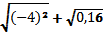 √(√(−4)² + √0,16)